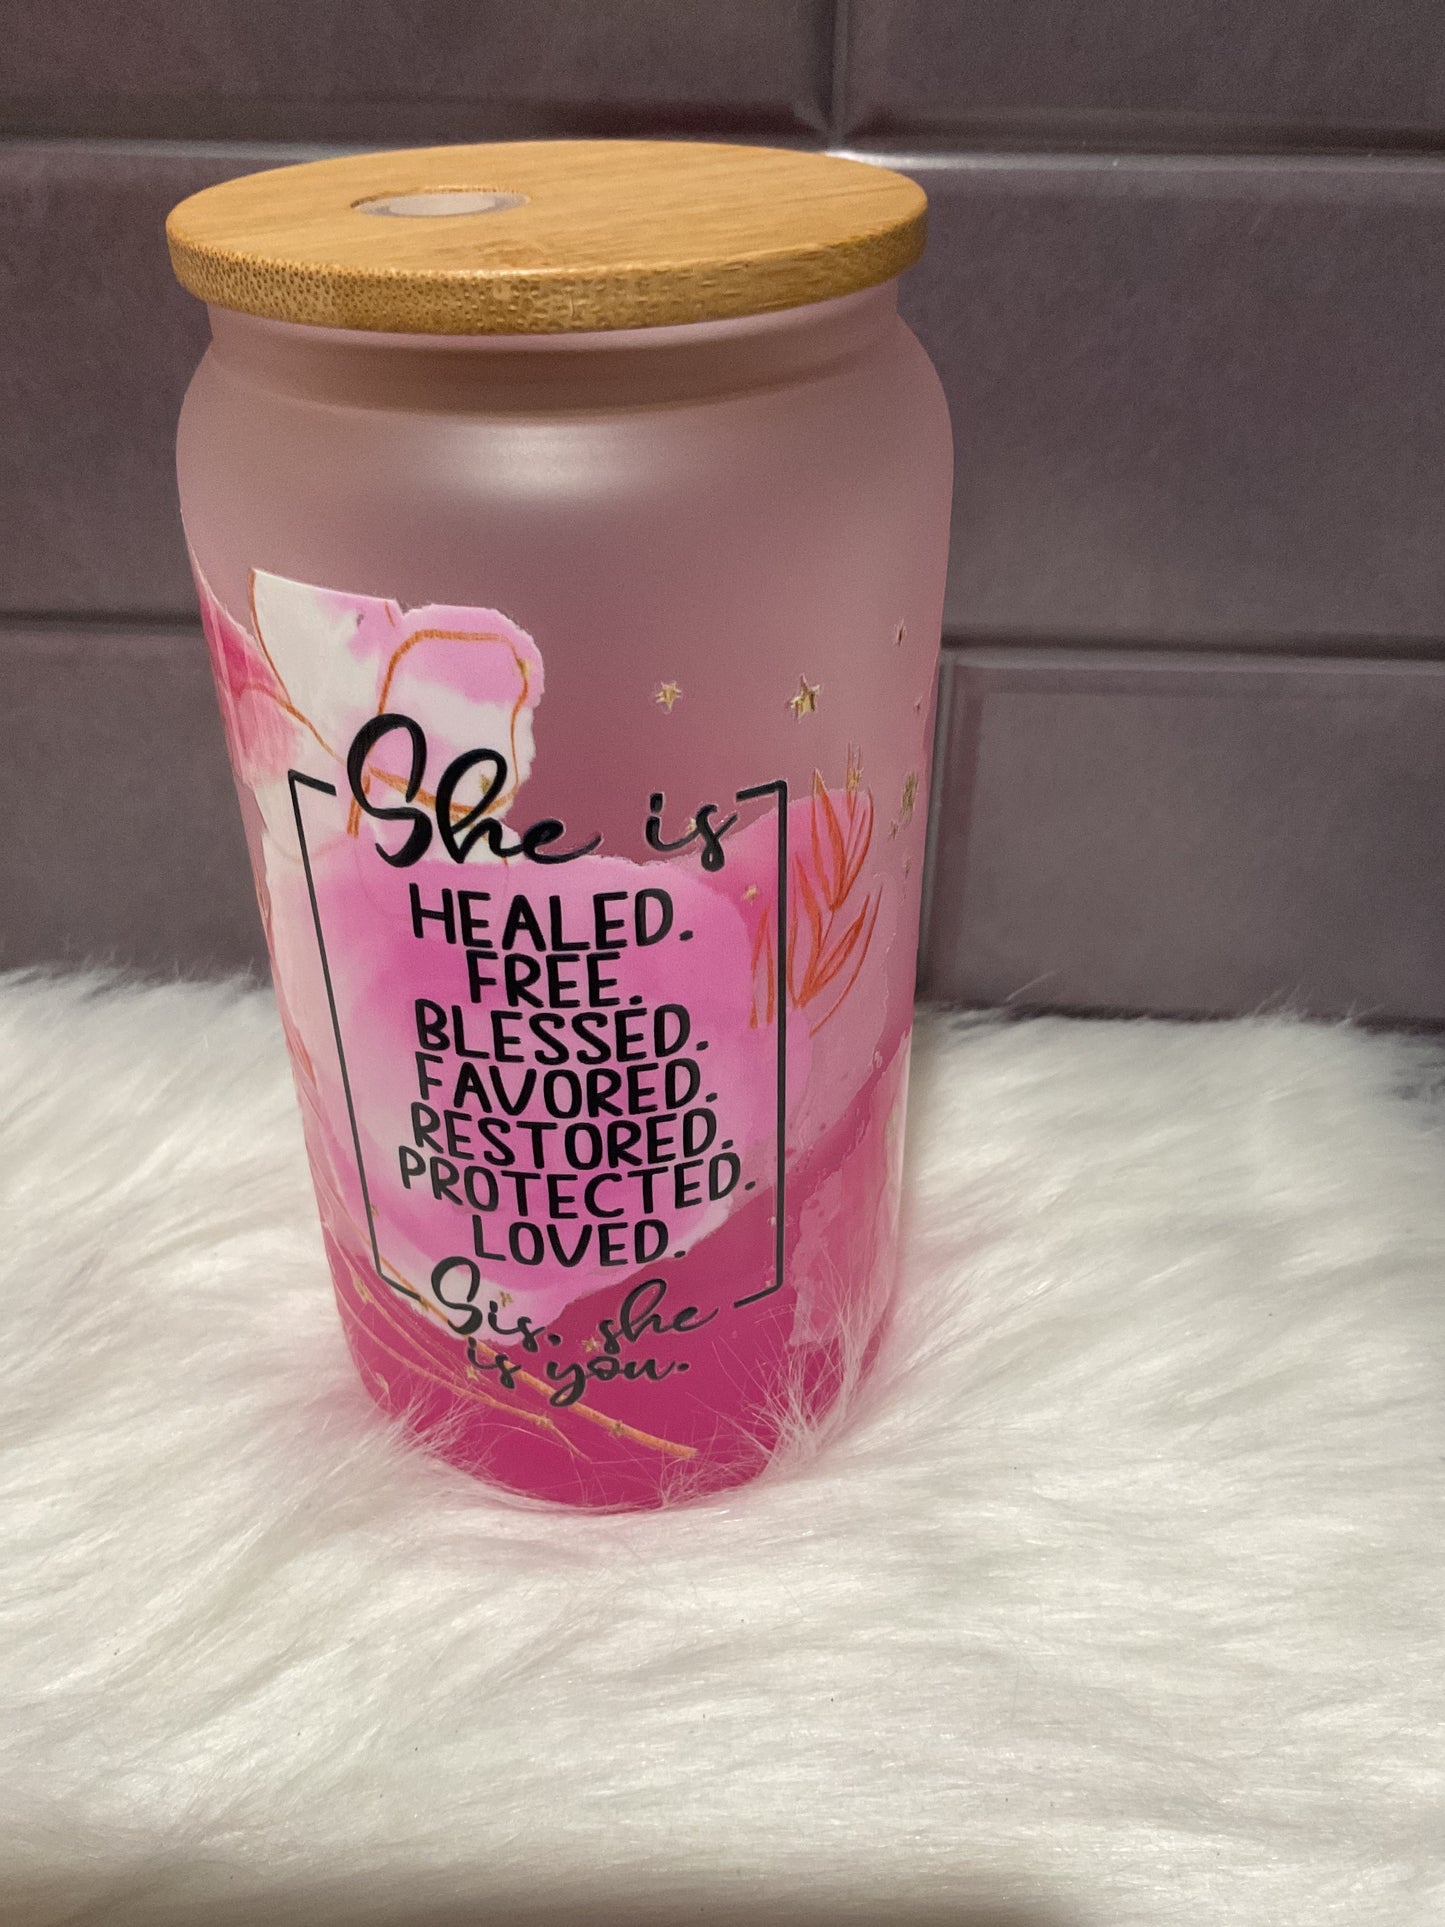 She is
HEALED.
FREE.
BLESSED.
FAVORED.
RESTORED.
PROTECTED.
LOVED.
Sis, she
is you.